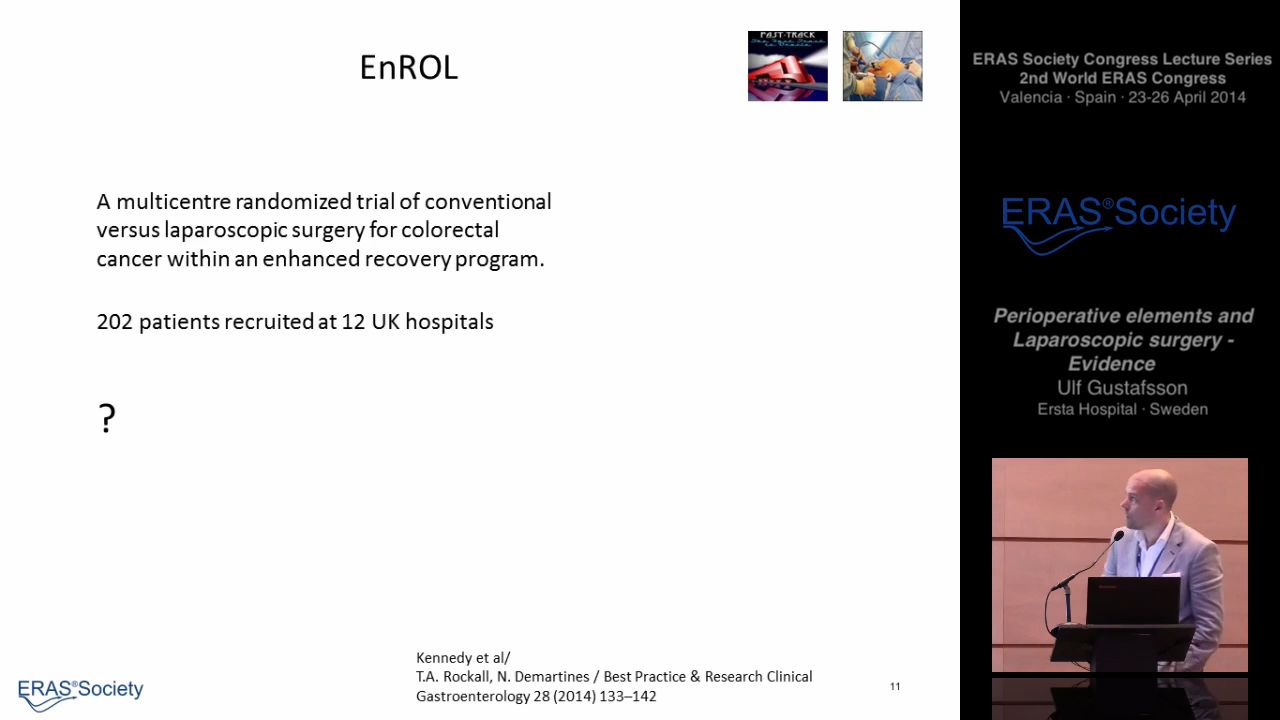 EnROL
FAST-TRACK
A multicentre randomized trial of conventional
versus laparoscopic surgery for colorectal
cancer within an enhanced recovery program.
202 patients recruited at 12 UK hospitals
?
Kennedy et al/
T.A. Rockall, N. Demartines / Best Practice & Research Clinical
Gastroenterology 28 (2014) 133–142
11
ERAS®Society
ERAS Society Congress Lecture Series
2nd World ERAS Congress
Valencia · Spain · 23-26 April 2014
ERAS®Society
Perioperative elements and
Laparoscopic surgery -
Evidence
Ulf Gustafsson
Ersta Hospital · Sweden